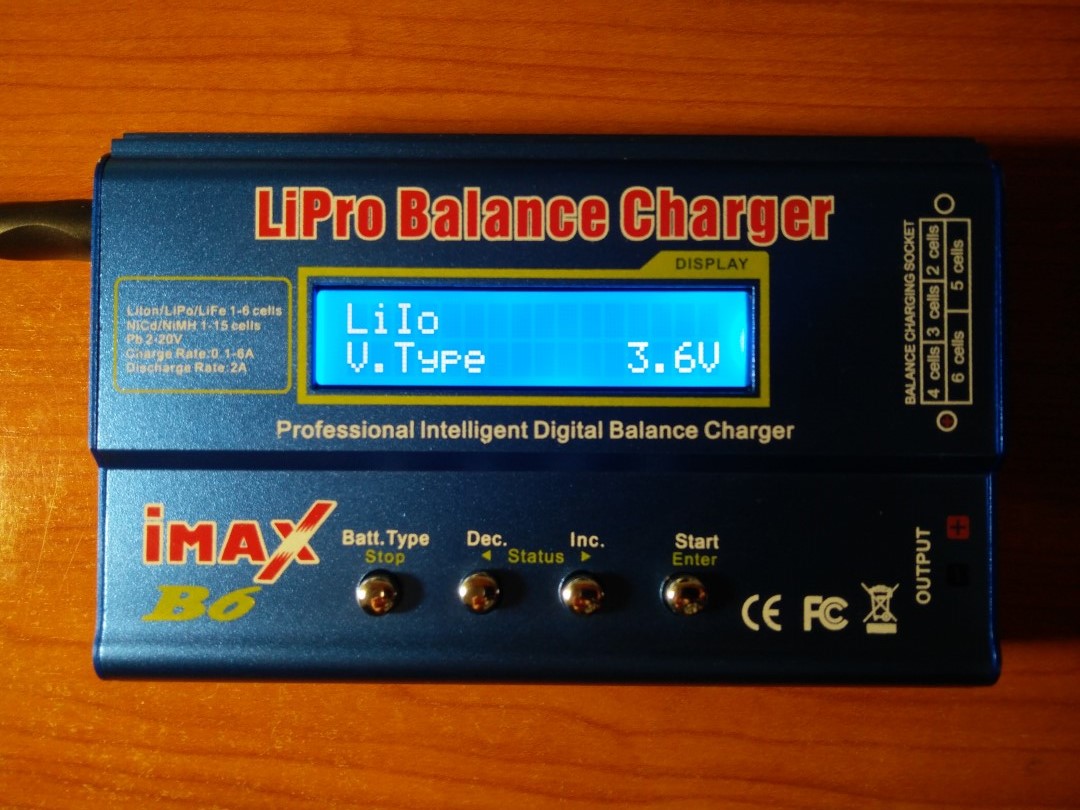 LiPro Balance Charger
DISPLAY
LiIon/LiPo/LiFe 1-6 cells
NiCd/NiMH 1-15 cells
Pb 2-20V
Charge Rate:0.1-6A
Discharge Rate:2A
LiIo
V.Type 3.6V
Professional Intelligent Digital Balance Charger
BALANCE CHARGING SOCKET
4 cells 3 cells 2 cells
6 cells 5 cells
iMAX
B6
Batt.Type Dec. Inc. Start
Stop ◄ Status ► Enter
CE FC
OUTPUT
+
-